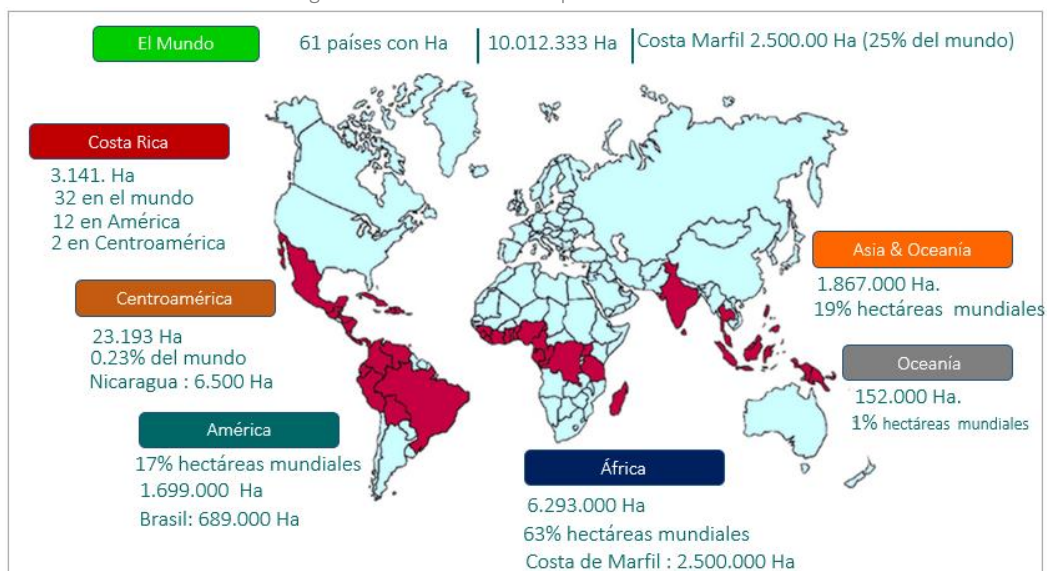 El Mundo
61 países con Ha
10.012.333 Ha
Costa Marfil 2.500.00 Ha (25% del mundo)
Costa Rica
3.141. Ha
32 en el mundo
12 en América
2 en Centroamérica
Centroamérica
23.193 Ha
0.23% del mundo
Nicaragua : 6.500 Ha
América
17% hectáreas mundiales
1.699.000 Ha
Brasil: 689.000 Ha
África
6.293.000 Ha
63% hectáreas mundiales
Costa de Marfil : 2.500.000 Ha
Asia & Oceanía
1.867.000 Ha.
19% hectáreas mundiales
Oceanía
152.000 Ha.
1% hectáreas mundiales